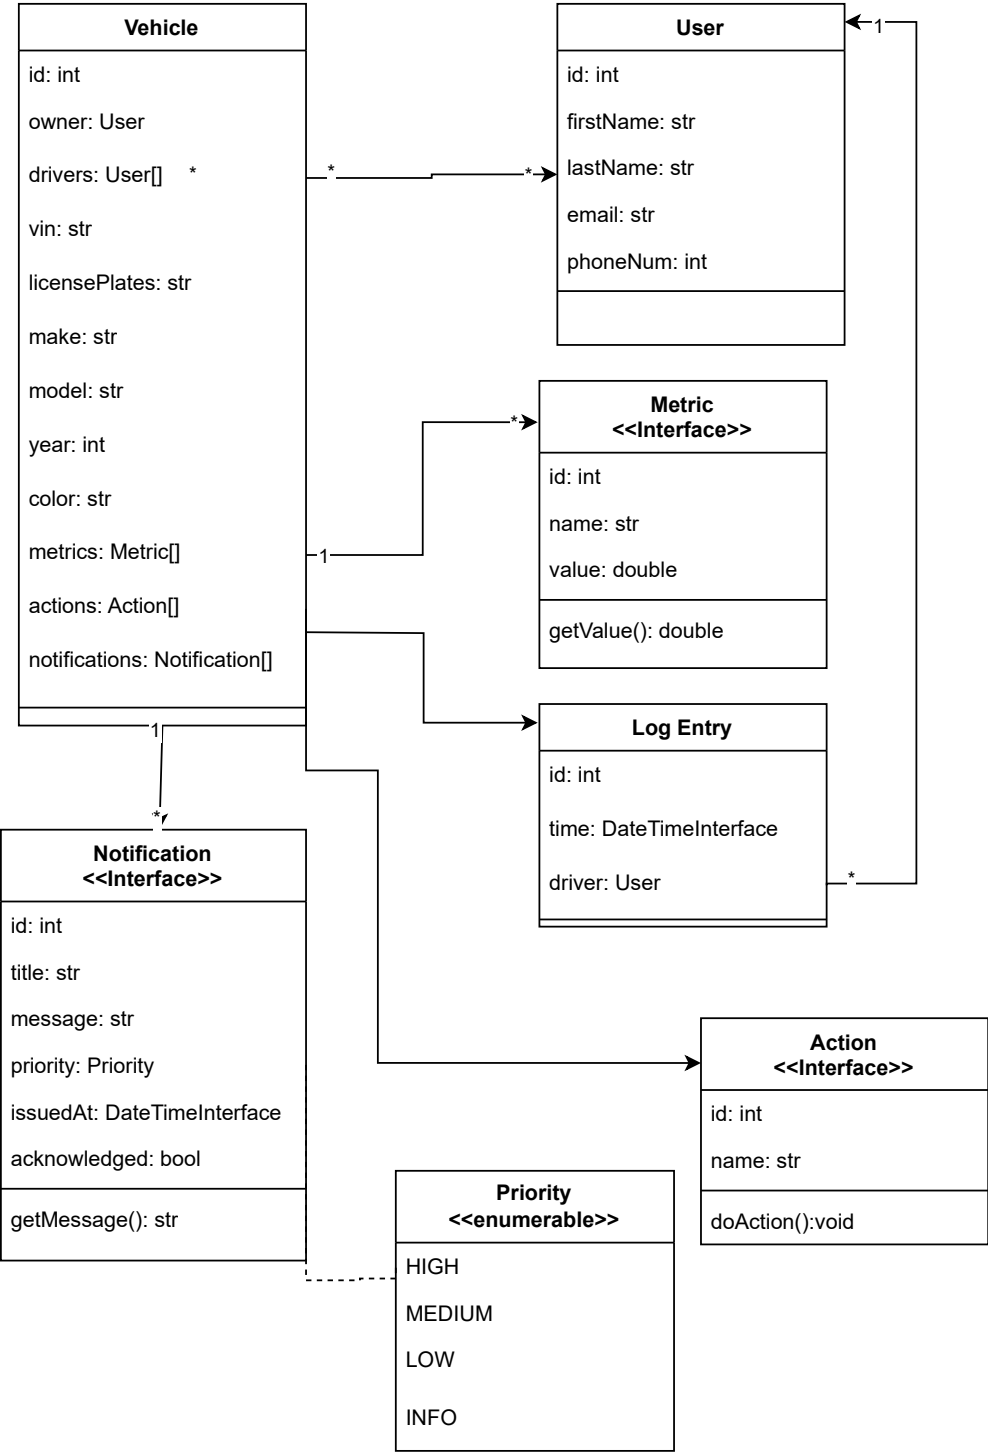 Vehicle
id: int
owner: User
drivers: User[] *
vin: str
licensePlates: str
make: str
model: str
year: int
color: str
metrics: Metric[]
actions: Action[]
notifications: Notification[]
User
id: int
firstName: str
lastName: str
email: str
phoneNum: int
1
*
*
Metric
<<Interface>>
id: int
name: str
value: double
getValue(): double
*
1
Log Entry
id: int
time: DateTimeInterface
driver: User
*
1
*
Notification
<<Interface>>
id: int
title: str
message: str
priority: Priority
issuedAt: DateTimeInterface
acknowledged: bool
getMessage(): str
Action
<<Interface>>
id: int
name: str
doAction():void
Priority
<<enumerable>>
HIGH
MEDIUM
LOW
INFO